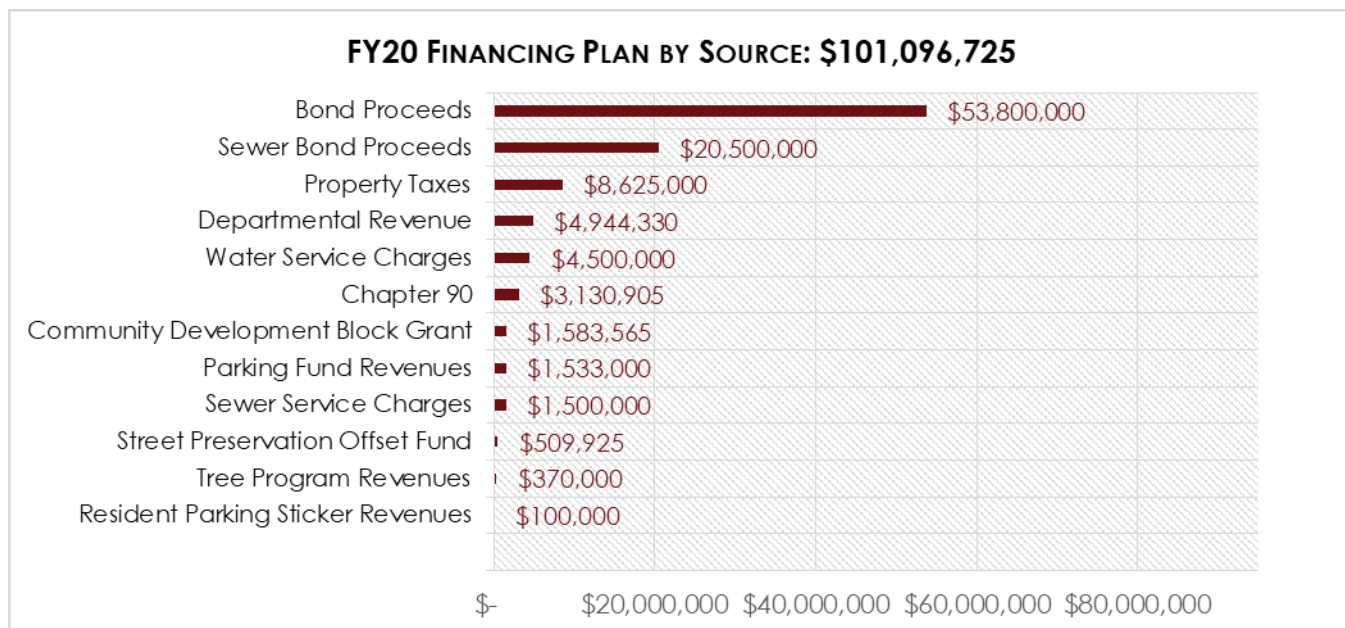 FY20 FINANCING PLAN BY SOURCE: $101,096,725
Bond Proceeds $53,800,000
Sewer Bond Proceeds $20,500,000
Property Taxes $8,625,000
Departmental Revenue $4,944,330
Water Service Charges $4,500,000
Chapter 90 $3,130,905
Community Development Block Grant $1,583,565
Parking Fund Revenues $1,533,000
Sewer Service Charges $1,500,000
Street Preservation Offset Fund $509,925
Tree Program Revenues $370,000
Resident Parking Sticker Revenues $100,000
$- $20,000,000 $40,000,000 $60,000,000 $80,000,000